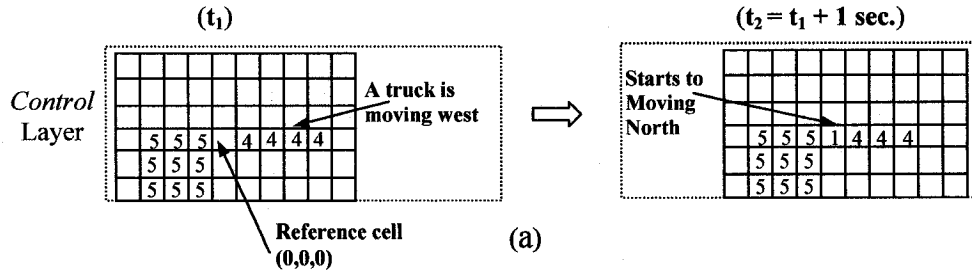 (t₁)
(t₂ = t₁ + 1 sec.)
Control
Layer
A truck is
moving west
5 5 5 4 4 4 4
5 5 5
5 5 5
Reference cell
(0,0,0)
Starts to
Moving
North
5 5 5 1 4 4 4
5 5 5
5 5 5
(a)